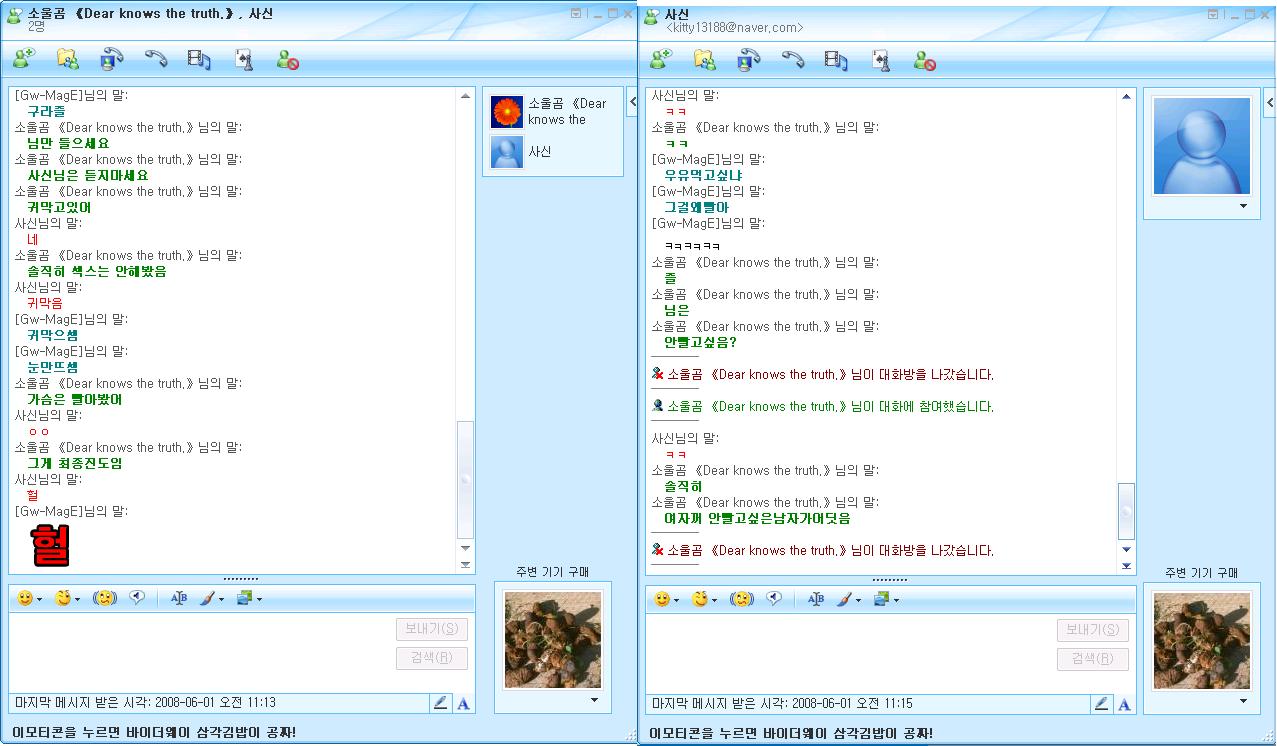 소울곰 《Dear knows the truth.》, 사신
2명
[Gw-MagE]님의 말:
구라즐
소울곰 《Dear knows the truth.》님의 말:
님만 들으세요
소울곰 《Dear knows the truth.》님의 말:
사신님은 듣지마세요
소울곰 《Dear knows the truth.》님의 말:
귀막고있어
사신님의 말:
네
소울곰 《Dear knows the truth.》님의 말:
솔직히 섹스는 안해봤음
사신님의 말:
귀막음
[Gw-MagE]님의 말:
귀막으셈
[Gw-MagE]님의 말:
눈만뜨셈
소울곰 《Dear knows the truth.》님의 말:
가슴은 빨아봤어
사신님의 말:
ㅇㅇ
소울곰 《Dear knows the truth.》님의 말:
그게 최종진도임
사신님의 말:
헐
[Gw-MagE]님의 말:
헐
소울곰 《Dear
knows the
사신
주변 기기 구매
보내기(S)
검색(R)
마지막 메시지 받은 시각: 2008-06-01 오전 11:13
이모티콘을 누르면 바이더웨이 삼각김밥이 공짜!
사신
<kitty13188@naver.com>
사신님의 말:
ㅋㅋ
소울곰 《Dear knows the truth.》님의 말:
ㅋㅋ
[Gw-MagE]님의 말:
우유먹고싶냐
[Gw-MagE]님의 말:
그걸왜빨아
[Gw-MagE]님의 말:
ㅋㅋㅋㅋㅋㅋ
소울곰 《Dear knows the truth.》님의 말:
즐
소울곰 《Dear knows the truth.》님의 말:
님은
소울곰 《Dear knows the truth.》님의 말:
안빨고싶음?
소울곰 《Dear knows the truth.》님이 대화방을 나갔습니다.
소울곰 《Dear knows the truth.》님이 대화에 참여했습니다.
사신님의 말:
ㅋㅋ
소울곰 《Dear knows the truth.》님의 말:
솔직히
소울곰 《Dear knows the truth.》님의 말:
여자꺼 안빨고싶은남자가어딧음
소울곰 《Dear knows the truth.》님이 대화방을 나갔습니다.
주변 기기 구매
보내기(S)
검색(R)
마지막 메시지 받은 시각: 2008-06-01 오전 11:15
이모티콘을 누르면 바이더웨이 삼각김밥이 공짜!